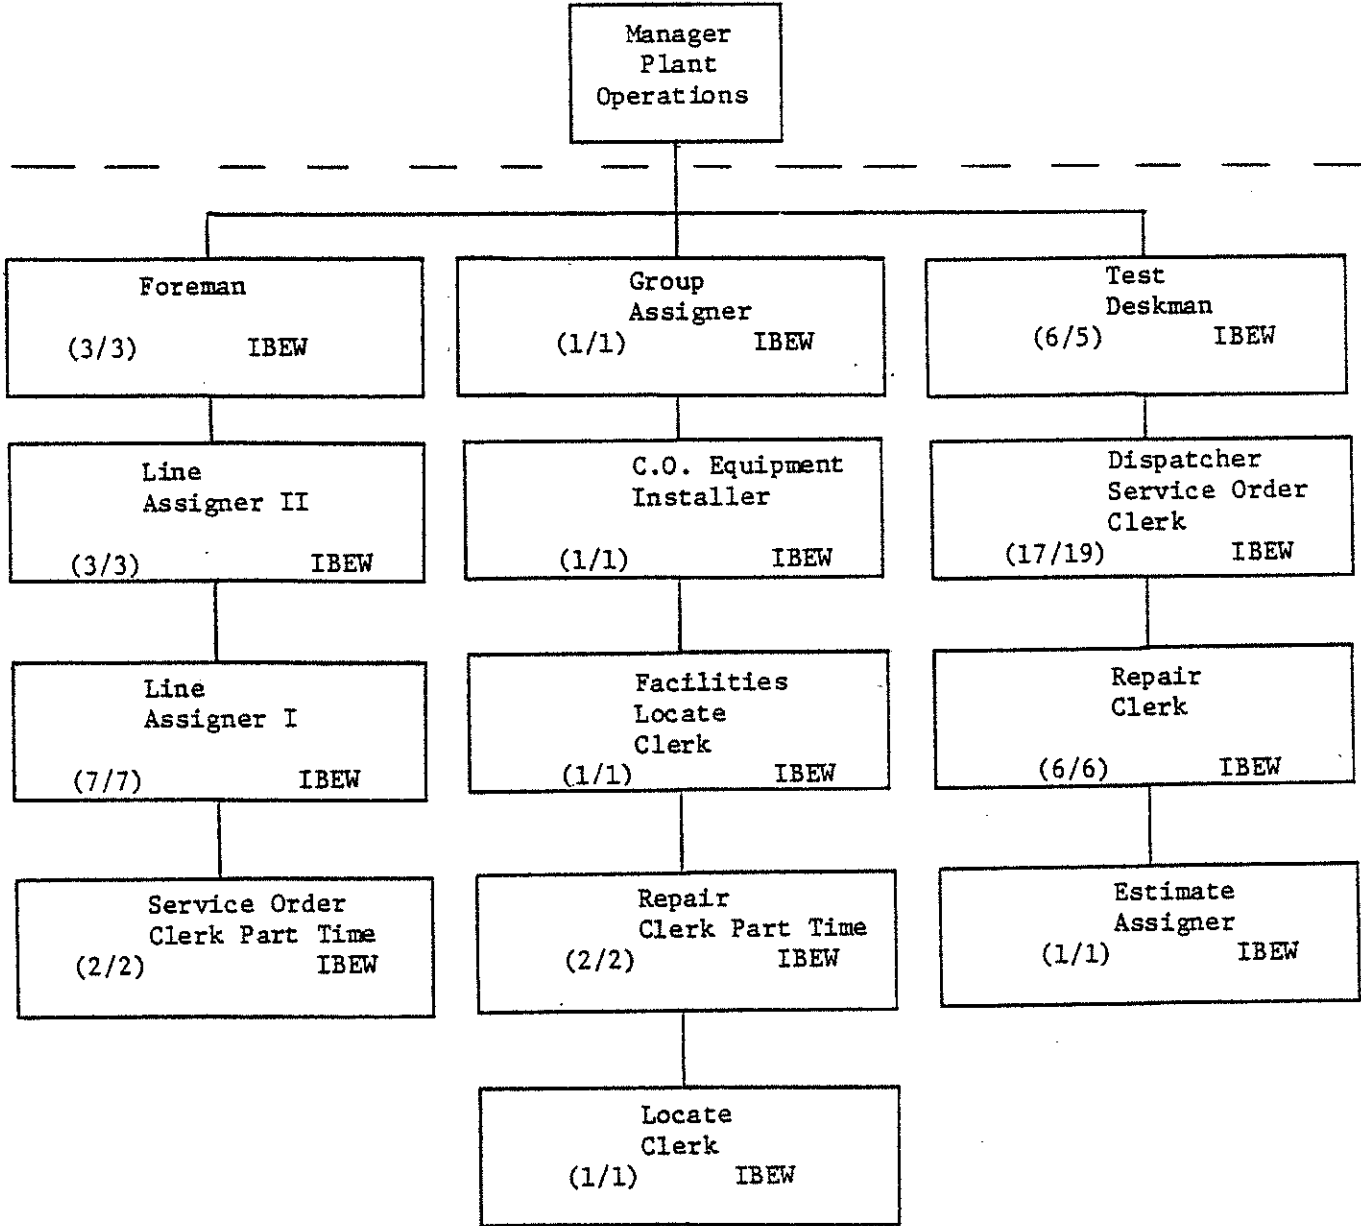 Manager
Plant
Operations
Foreman
(3/3) IBEW
Line
Assigner II
(3/3) IBEW
Line
Assigner I
(7/7) IBEW
Service Order
Clerk Part Time
(2/2) IBEW
Group
Assigner
(1/1) IBEW
C.O. Equipment
Installer
(1/1) IBEW
Facilities
Locate
Clerk
(1/1) IBEW
Repair
Clerk Part Time
(2/2) IBEW
Locate
Clerk
(1/1) IBEW
Test
Deskman
(6/5) IBEW
Dispatcher
Service Order
Clerk
(17/19) IBEW
Repair
Clerk
(6/6) IBEW
Estimate
Assigner
(1/1) IBEW